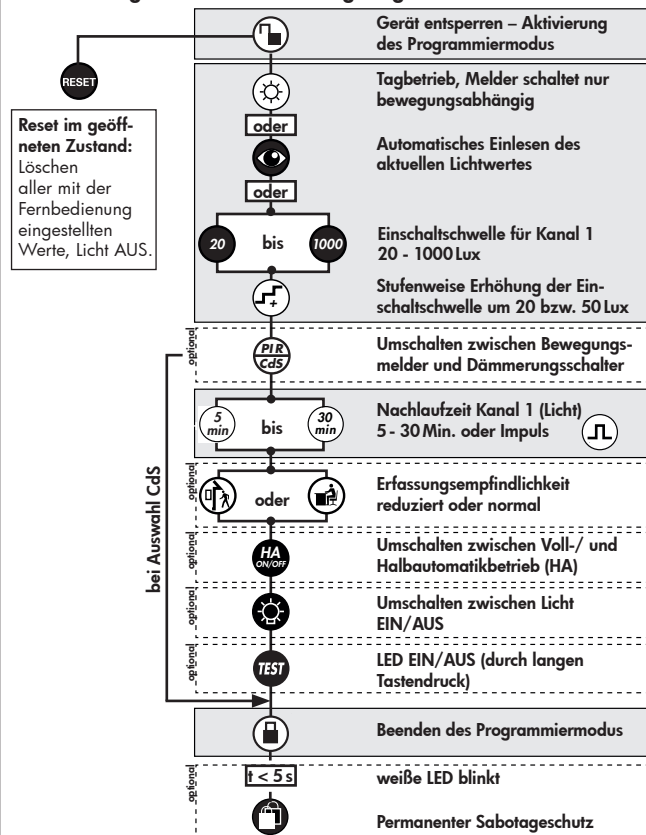 Gerät entsperren – Aktivierung
des Programmiermodus
RESET
Reset im geöff-
neten Zustand:
Löschen
aller mit der
Fernbedienung
eingestellten
Werte, Licht AUS.
Tagbetrieb, Melder schaltet nur
bewegungsabhängig
oder
Automatisches Einlesen des
aktuellen Lichtwertes
oder
20 bis 1000
Einschaltschwelle für Kanal 1
20 - 1000 Lux
+
Stufenweise Erhöhung der Ein-
schaltschwelle um 20 bzw. 50 Lux
optional
PIR
CdS
Umschalten zwischen Bewegungs-
melder und Dämmerungsschalter
bei Auswahl CdS
5
min
bis
30
min
Nachlaufzeit Kanal 1 (Licht)
5 - 30 Min. oder Impuls
optional
oder
Erfassungsempfindlichkeit
reduziert oder normal
optional
HA
ON/OFF
Umschalten zwischen Voll-/ und
Halbautomatikbetrieb (HA)
optional
Umschalten zwischen Licht
EIN/AUS
optional
TEST
LED EIN/AUS (durch langen
Tastendruck)
Beenden des Programmiermodus
optional
t < 5 s
weiße LED blinkt
Permanenter Sabotageschutz